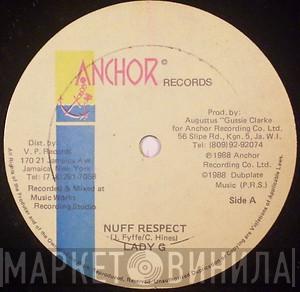 ANCHOR
RECORDS
Prod. by:
Augustus "Gussie Clarke
for Anchor Recording Co. Ltd.
56 Slipe Rd., Kgn. 5, Ja. W.I.
Tel: (809) 92-92074
℗ 1988 Anchor
Recording Co. Ltd.
© 1988 Dubplate
Music (P.R.S.)
Side A
Dist. by:
V. P. Records
170 21 Jamaica Ave
Jamaica, New York
Recorded & Mixed at
Music Works
Recording Studio
NUFF RESPECT
(J. Fyffe/C. Hines)
LADY G
МАРКЕТ ВИНИЛА